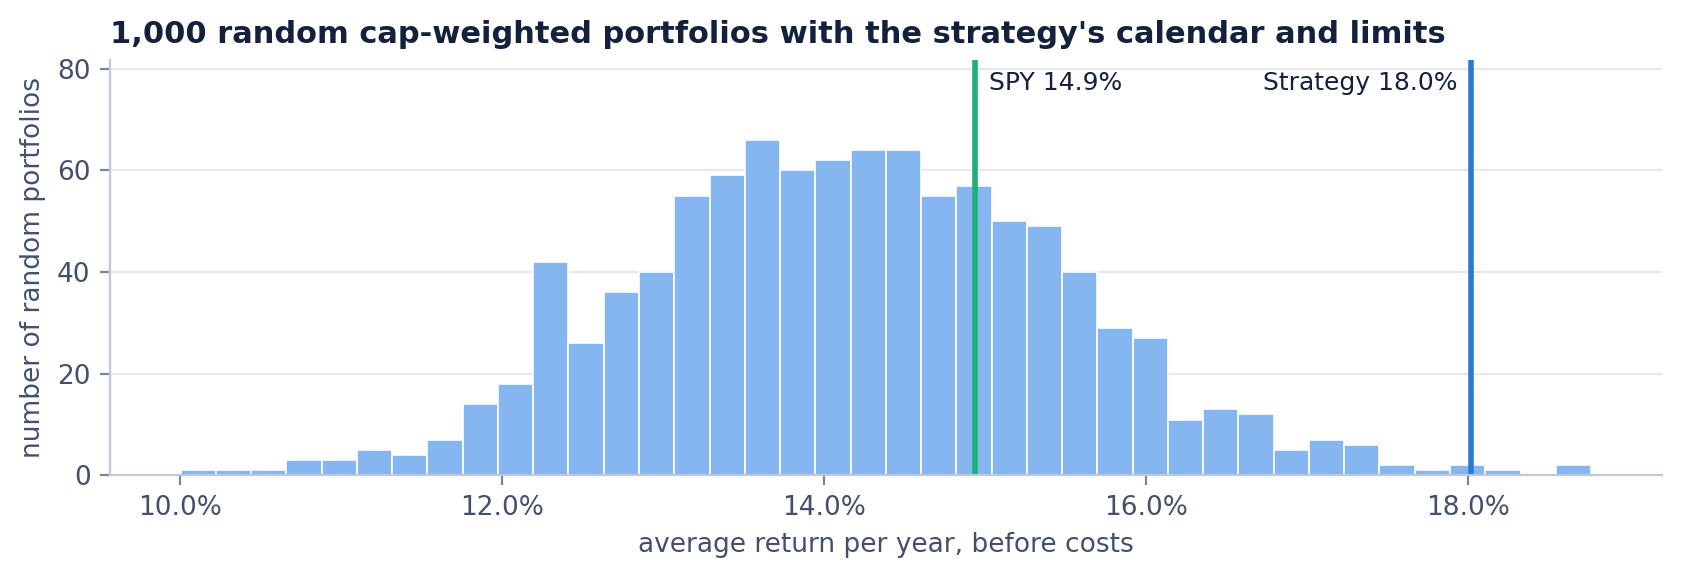 1,000 random cap-weighted portfolios with the strategy's calendar and limits
number of random portfolios
80
60
40
20
0
SPY 14.9%
Strategy 18.0%
10.0%
12.0%
14.0%
16.0%
18.0%
average return per year, before costs